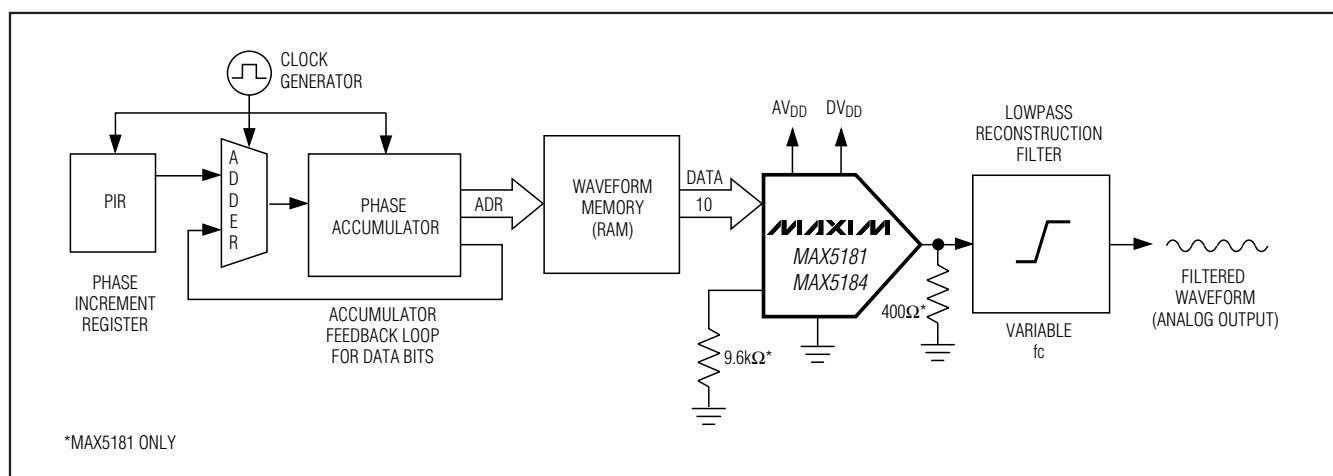 CLOCK
GENERATOR
PIR
PHASE
INCREMENT
REGISTER
ADDER
PHASE
ACCUMULATOR
ACCUMULATOR
FEEDBACK LOOP
FOR DATA BITS
ADR
WAVEFORM
MEMORY
(RAM)
DATA
10
AVDD
DVDD
MAXIM
MAX5181
MAX5184
9.6kΩ*
400Ω*
LOWPASS
RECONSTRUCTION
FILTER
VARIABLE
fc
FILTERED
WAVEFORM
(ANALOG OUTPUT)
*MAX5181 ONLY